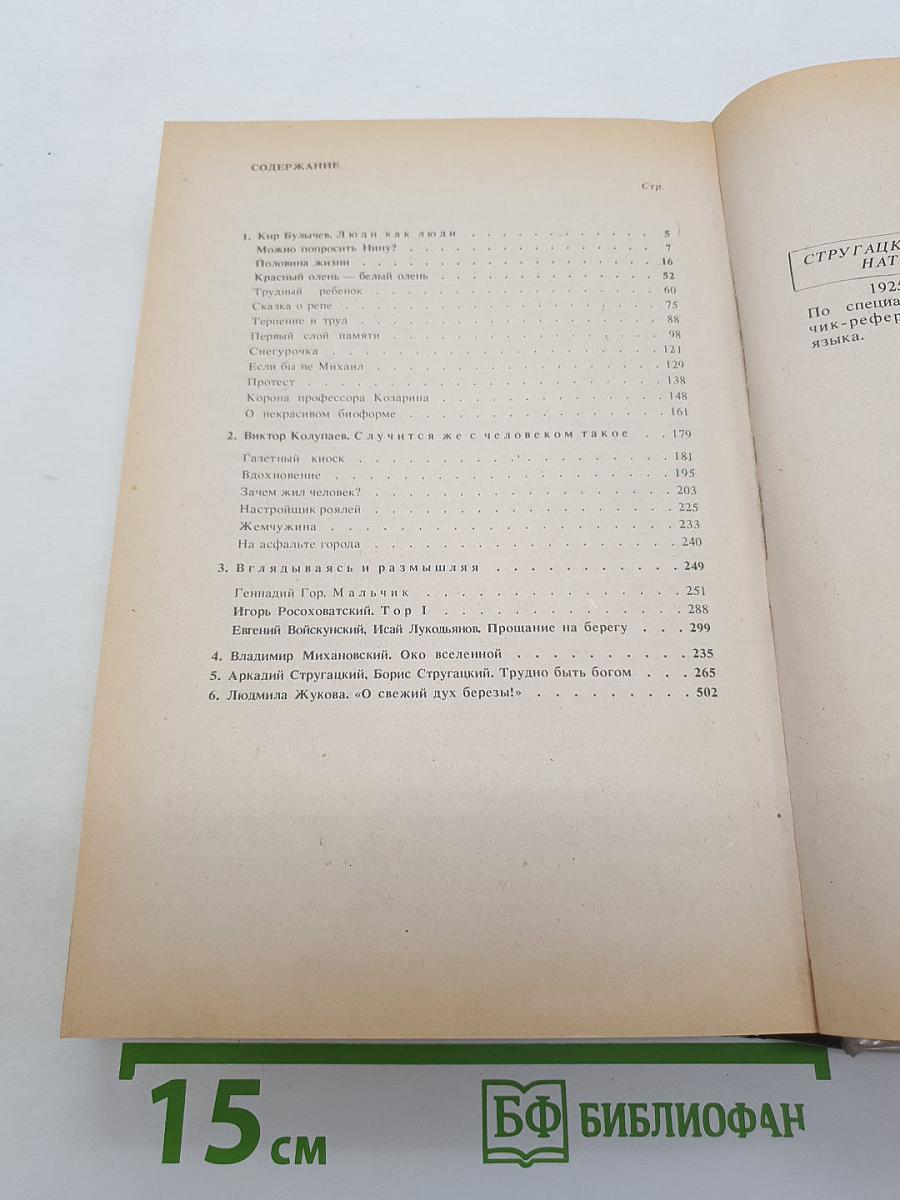 СОДЕРЖАНИЕ
Стр.
1. Кир Булычев. Люди как люди . . . . . . . . . . . 5
Можно попросить Нину? . . . . . . . . . . . . . 7
Половина жизни . . . . . . . . . . . . . . . 16
Красный олень — белый олень . . . . . . . . . . . 52
Трудный ребенок . . . . . . . . . . . . . . . 60
Сказка о репе . . . . . . . . . . . . . . . . 75
Терпение и труд . . . . . . . . . . . . . . . 88
Первый слой памяти . . . . . . . . . . . . . . 98
Снегурочка . . . . . . . . . . . . . . . . . 121
Если бы не Михаил . . . . . . . . . . . . . . . 129
Протест . . . . . . . . . . . . . . . . . . 138
Корона профессора Козарина . . . . . . . . . . . . 148
О некрасивом биоформе . . . . . . . . . . . . . 161
2. Виктор Колупаев. Случится же с человеком такое . . 179
Газетный киоск . . . . . . . . . . . . . . . . 181
Вдохновение . . . . . . . . . . . . . . . . . 195
Зачем жил человек? . . . . . . . . . . . . . . . 203
Настройщик роялей . . . . . . . . . . . . . . . 225
Жемчужина . . . . . . . . . . . . . . . . . 233
На асфальте города . . . . . . . . . . . . . . . 240
3. Вглядываясь и размышляя . . . . . . . . . . . 249
Геннадий Гор. Мальчик . . . . . . . . . . . . . 251
Игорь Росоховатский. Тор I . . . . . . . . . . . 288
Евгений Войскунский, Исай Лукодьянов. Прощание на берегу . . . 299
4. Владимир Михановский. Око вселенной . . . . . . . . . . 235
5. Аркадий Стругацкий, Борис Стругацкий. Трудно быть богом . . . 265
6. Людмила Жукова. «О свежий дух березы!» . . . . . . . . . 502
СТРУГАЦК
НАТ
1925
По специа
чик-рефер
языка.
15 см
БФ БИБЛИОФАН